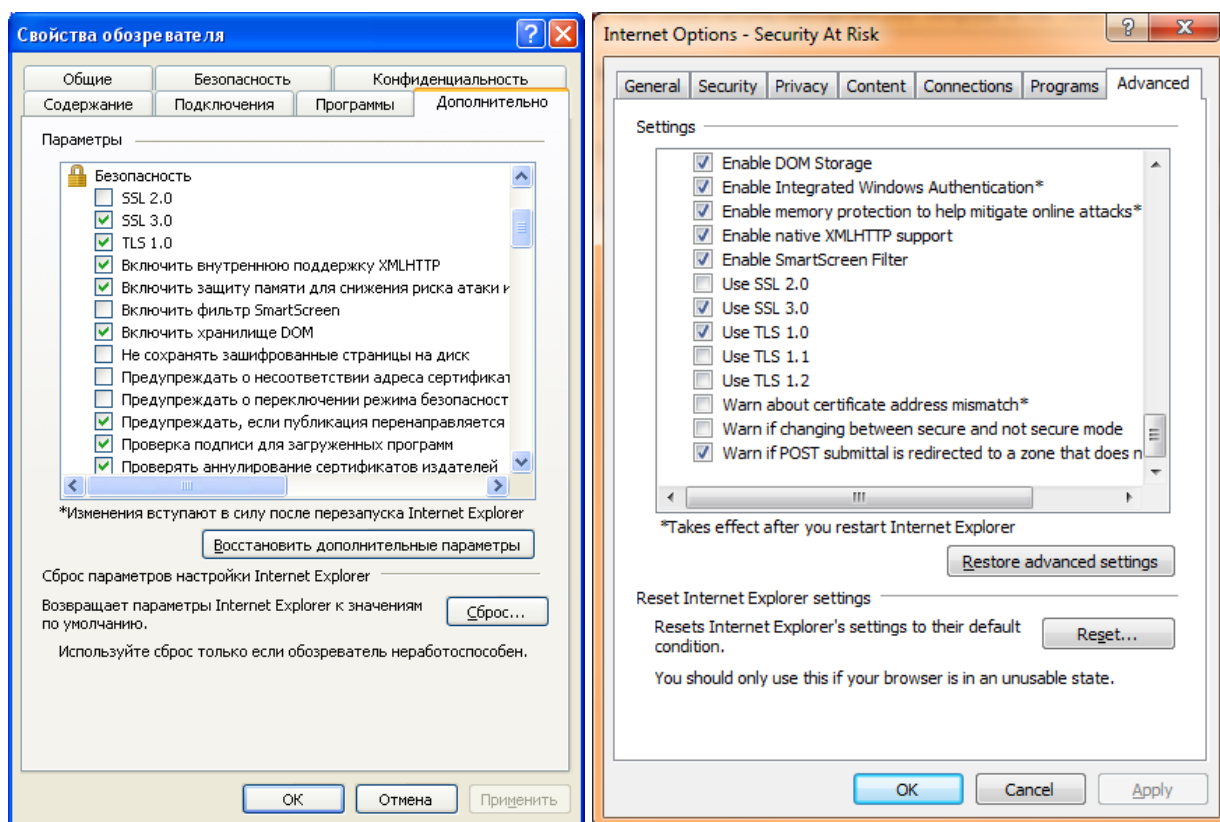 Свойства обозревателя
Общие Безопасность Конфиденциальность
Содержание Подключения Программы Дополнительно
Параметры
Безопасность
SSL 2.0
SSL 3.0
TLS 1.0
Включить внутреннюю поддержку XMLHTTP
Включить защиту памяти для снижения риска атаки и
Включить фильтр SmartScreen
Включить хранилище DOM
Не сохранять зашифрованные страницы на диск
Предупреждать о несоответствии адреса сертификат
Предупреждать о переключении режима безопасност
Предупреждать, если публикация перенаправляется
Проверка подписи для загруженных программ
Проверять аннулирование сертификатов издателей
*Изменения вступают в силу после перезапуска Internet Explorer
Восстановить дополнительные параметры
Сброс параметров настройки Internet Explorer
Возвращает параметры Internet Explorer к значениям
по умолчанию.
Сброс...
Используйте сброс только если обозреватель неработоспособен.
ОК Отмена Применить
Internet Options - Security At Risk
General Security Privacy Content Connections Programs Advanced
Settings
Enable DOM Storage
Enable Integrated Windows Authentication*
Enable memory protection to help mitigate online attacks*
Enable native XMLHTTP support
Enable SmartScreen Filter
Use SSL 2.0
Use SSL 3.0
Use TLS 1.0
Use TLS 1.1
Use TLS 1.2
Warn about certificate address mismatch*
Warn if changing between secure and not secure mode
Warn if POST submittal is redirected to a zone that does n
*Takes effect after you restart Internet Explorer
Restore advanced settings
Reset Internet Explorer settings
Resets Internet Explorer's settings to their default
condition.
Reset...
You should only use this if your browser is in an unusable state.
OK Cancel Apply